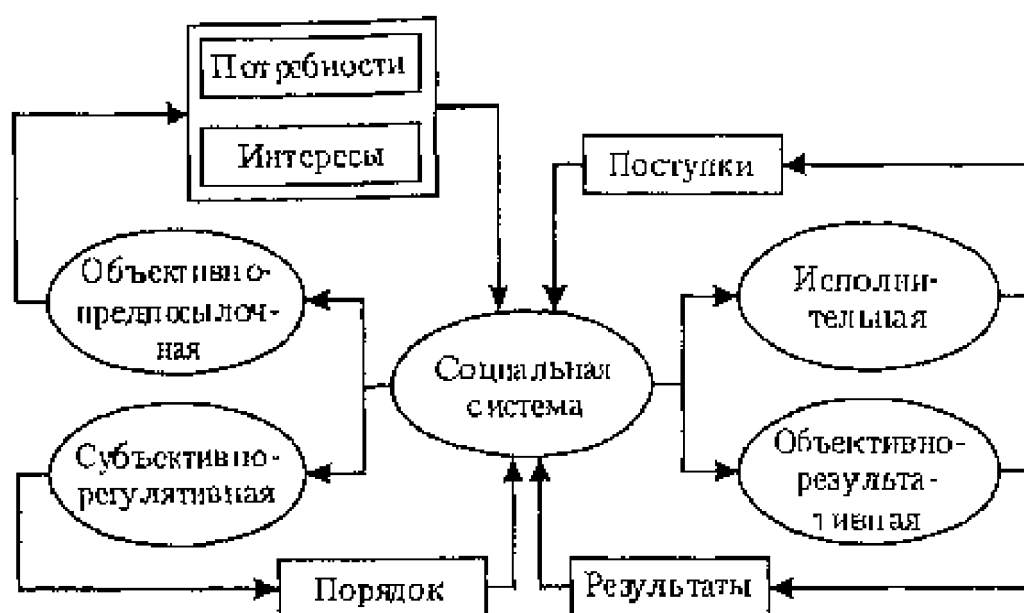 Потребности
Интересы
Поступки
Объективно-
предпосылоч-
ная
Исполни-
тельная
Социальная
система
Субъективно-
регулятивная
Объективно-
результа-
тивная
Порядок
Результаты